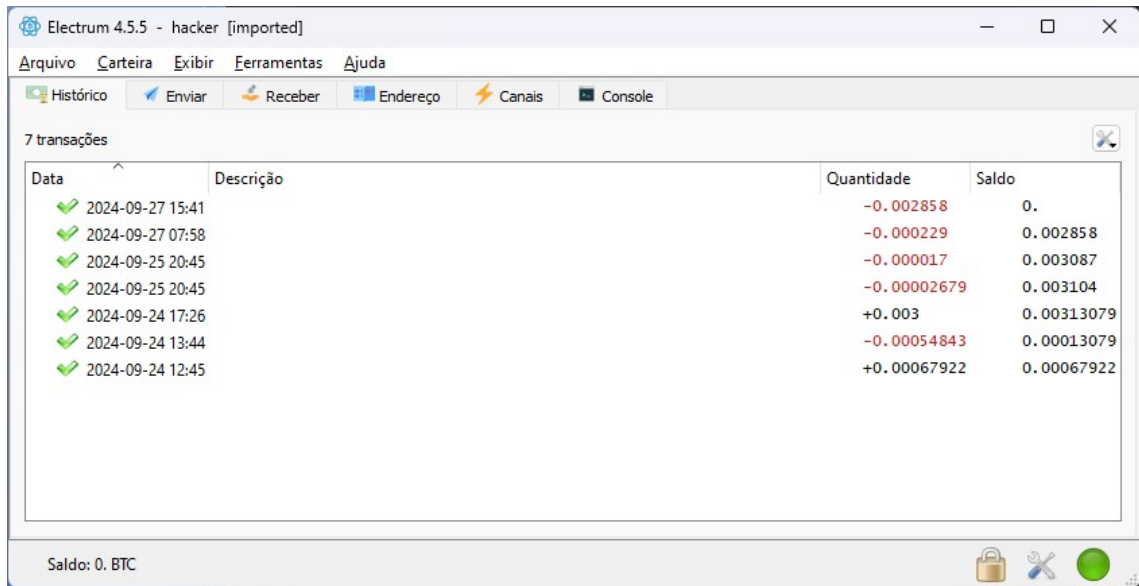 Electrum 4.5.5 - hacker [imported]
Arquivo Carteira Exibir Ferramentas Ajuda
Histórico Enviar Receber Endereço Canais Console
7 transações
Data Descrição Quantidade Saldo
2024-09-27 15:41 -0.002858 0.
2024-09-27 07:58 -0.000229 0.002858
2024-09-25 20:45 -0.000017 0.003087
2024-09-25 20:45 -0.00002679 0.003104
2024-09-24 17:26 +0.003 0.00313079
2024-09-24 13:44 -0.00054843 0.00013079
2024-09-24 12:45 +0.00067922 0.00067922
Saldo: 0. BTC